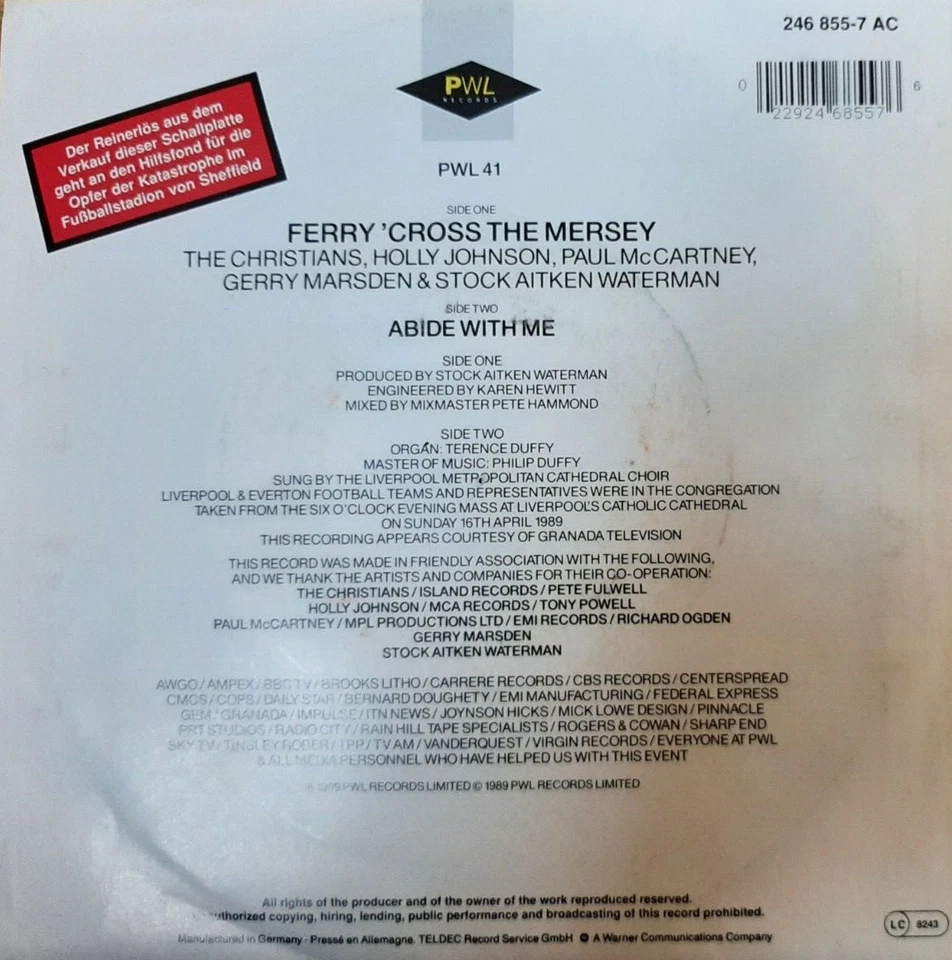 246 855-7 AC
0 22924 68557 6
PWL
RECORDS
Der Reinerlös aus dem
Verkauf dieser Schallplatte
geht an den Hilfsfond für die
Opfer der Katastrophe im
Fußballstadion von Sheffield
PWL 41
SIDE ONE
FERRY 'CROSS THE MERSEY
THE CHRISTIANS, HOLLY JOHNSON, PAUL McCARTNEY,
GERRY MARSDEN & STOCK AITKEN WATERMAN
SIDE TWO
ABIDE WITH ME
SIDE ONE
PRODUCED BY STOCK AITKEN WATERMAN
ENGINEERED BY KAREN HEWITT
MIXED BY MIXMASTER PETE HAMMOND
SIDE TWO
ORGAN: TERENCE DUFFY
MASTER OF MUSIC: PHILIP DUFFY
SUNG BY THE LIVERPOOL METROPOLITAN CATHEDRAL CHOIR
LIVERPOOL & EVERTON FOOTBALL TEAMS AND REPRESENTATIVES WERE IN THE CONGREGATION
TAKEN FROM THE SIX O'CLOCK EVENING MASS AT LIVERPOOL'S CATHOLIC CATHEDRAL
ON SUNDAY 16TH APRIL 1989
THIS RECORDING APPEARS COURTESY OF GRANADA TELEVISION
THIS RECORD WAS MADE IN FRIENDLY ASSOCIATION WITH THE FOLLOWING,
AND WE THANK THE ARTISTS AND COMPANIES FOR THEIR CO-OPERATION:
THE CHRISTIANS / ISLAND RECORDS / PETE FULWELL
HOLLY JOHNSON / MCA RECORDS / TONY POWELL
PAUL McCARTNEY / MPL PRODUCTIONS LTD / EMI RECORDS / RICHARD OGDEN
GERRY MARSDEN
STOCK AITKEN WATERMAN
AWGO / AMPEX / BBC TV / BROOKS LITHO / CARRERE RECORDS / CBS RECORDS / CENTERSPREAD
CMCS / COPS / DAILY STAR / BERNARD DOUGHETY / EMI MANUFACTURING / FEDERAL EXPRESS
GEM / GRANADA / IMPULSE / ITN NEWS / JOYNSON HICKS / MICK LOWE DESIGN / PINNACLE
PRT STUDIOS / RADIO CITY / RAIN HILL TAPE SPECIALISTS / ROGERS & COWAN / SHARP END
SKY TV / TINSLEY ROBER / TPP / TV AM / VANDERQUEST / VIRGIN RECORDS / EVERYONE AT PWL
& ALL MEDIA PERSONNEL WHO HAVE HELPED US WITH THIS EVENT
1989 PWL RECORDS LIMITED © 1989 PWL RECORDS LIMITED
All rights of the producer and of the owner of the work reproduced reserved.
authorized copying, hiring, lending, public performance and broadcasting of this record prohibited.
Manufactured in Germany · Pressé en Allemagne. TELDEC Record Service GmbH A Warner Communications Company
LC 8243